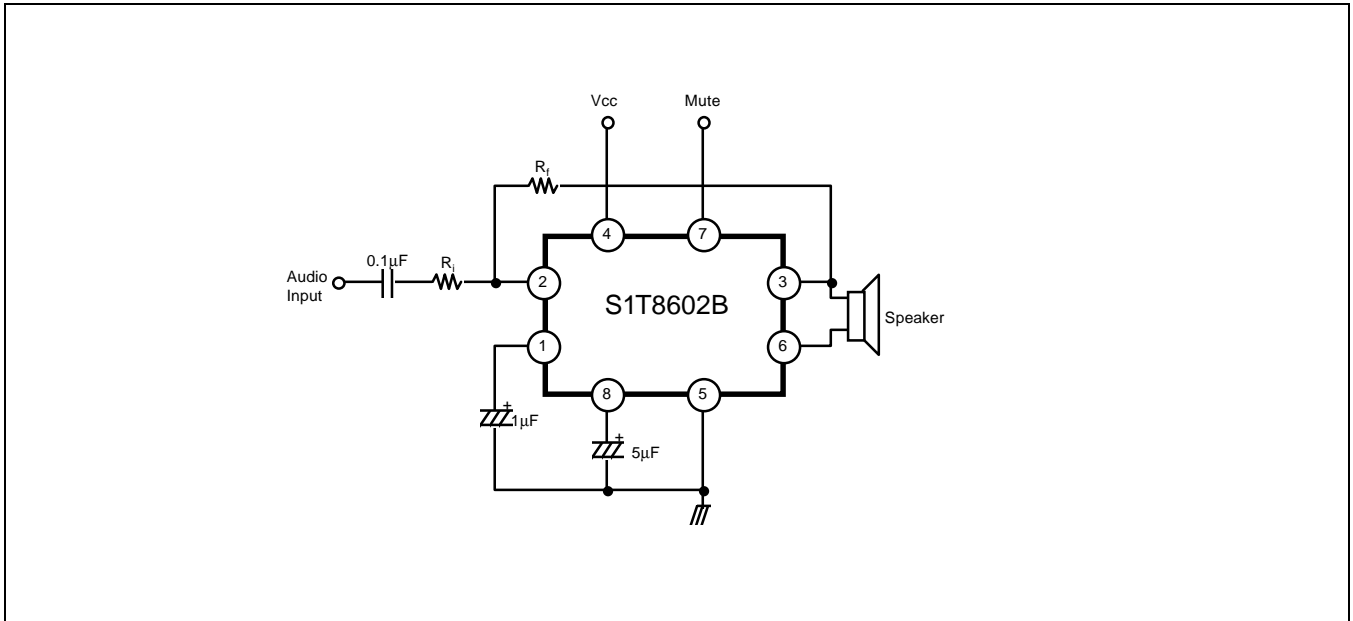 Vcc
Mute
Rf
4
7
0.1μF
Ri
Audio
Input
2
3
S1T8602B
Speaker
1
6
8
5
+
1μF
+
5μF